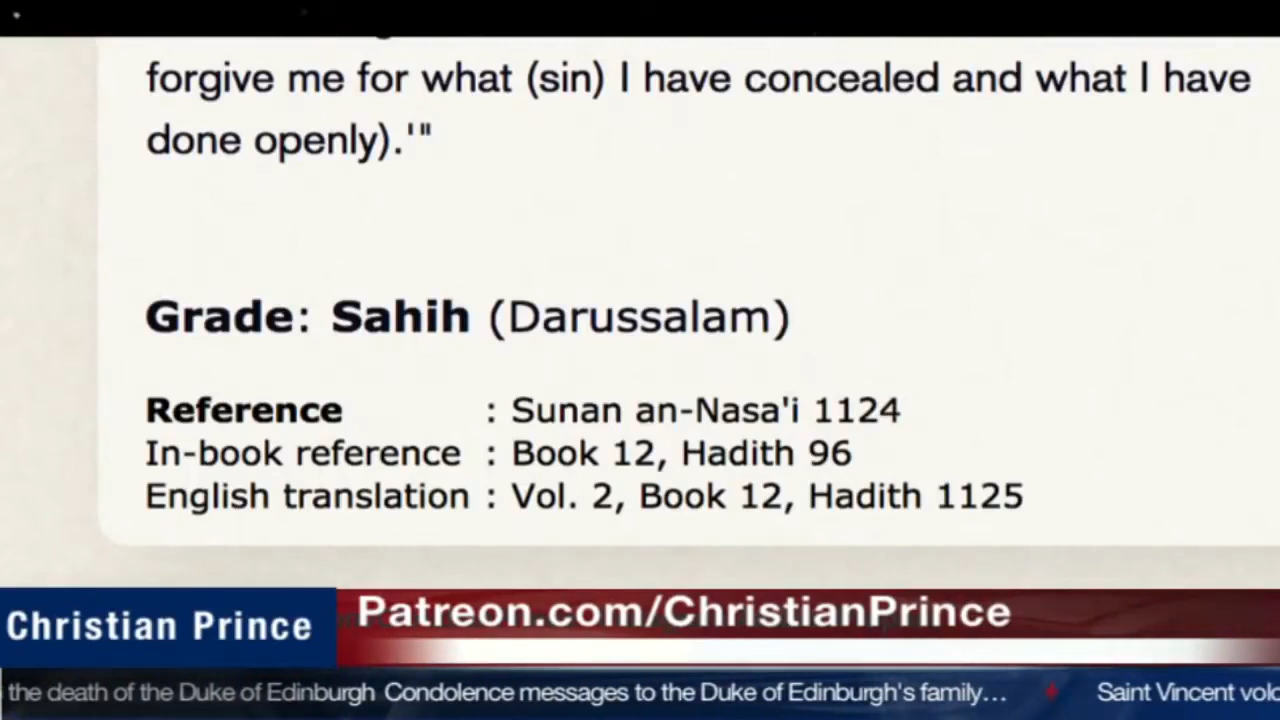 forgive me for what (sin) I have concealed and what I have
done openly).'"
Grade: Sahih (Darussalam)
Reference : Sunan an-Nasa'i 1124
In-book reference : Book 12, Hadith 96
English translation : Vol. 2, Book 12, Hadith 1125
Christian Prince
Patreon.com/ChristianPrince
the death of the Duke of Edinburgh Condolence messages to the Duke of Edinburgh's family... Saint Vincent